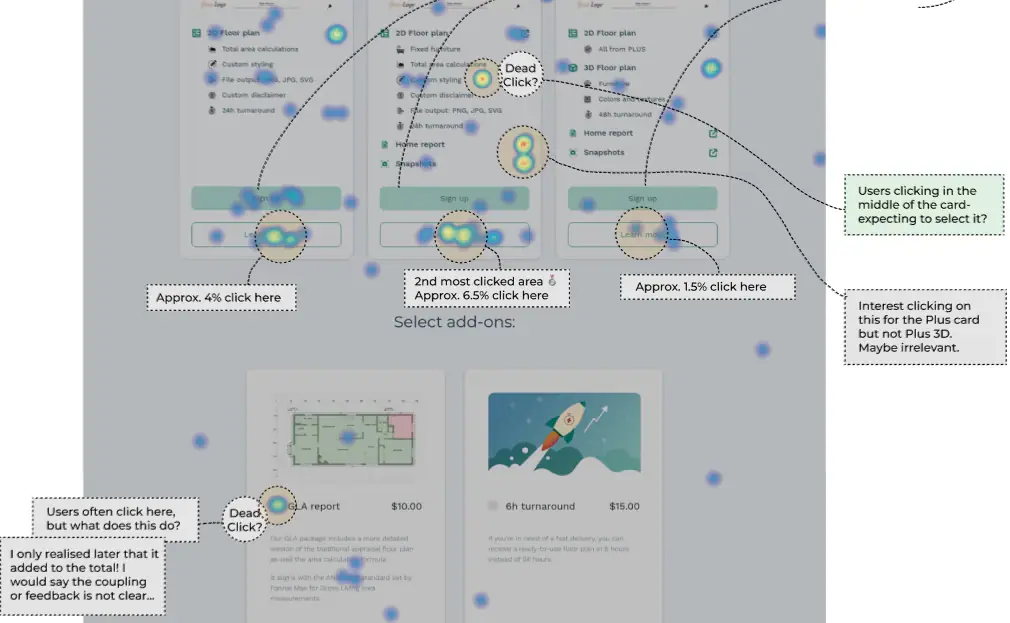 2D Floor plan
Total area calculations
Custom styling
File output: PNG, JPG, SVG
Custom disclaimer
24h turnaround
2D Floor plan
Fixed furniture
Total area calculations
Custom styling
Custom disclaimer
File output: PNG, JPG, SVG
24h turnaround
Home report
Snapshots
Sign up
2D Floor plan
All from PLUS
3D Floor plan
Furniture
Colors and textures
48h turnaround
Home report
Snapshots
Sign up
Learn more
Dead
Click?
Users clicking in the
middle of the card-
expecting to select it?
Approx. 4% click here
2nd most clicked area
Approx. 6.5% click here
Approx. 1.5% click here
Interest clicking on
this for the Plus card
but not Plus 3D.
Maybe irrelevant.
Select add-ons:
GLA report $10.00
Our GLA package includes a more detailed
version of the traditional appraisal floor plan
as well the area calculation formula
It aligns with the standard set by
Fannie Mae for Gross Living Area
measurements.
6h turnaround $15.00
If you're in need of a fast delivery, you can
receive a ready-to-use floor plan in 6 hours
instead of 24 hours.
Users often click here,
but what does this do?
Dead
Click?
I only realised later that it
added to the total! I
would say the coupling
or feedback is not clear...